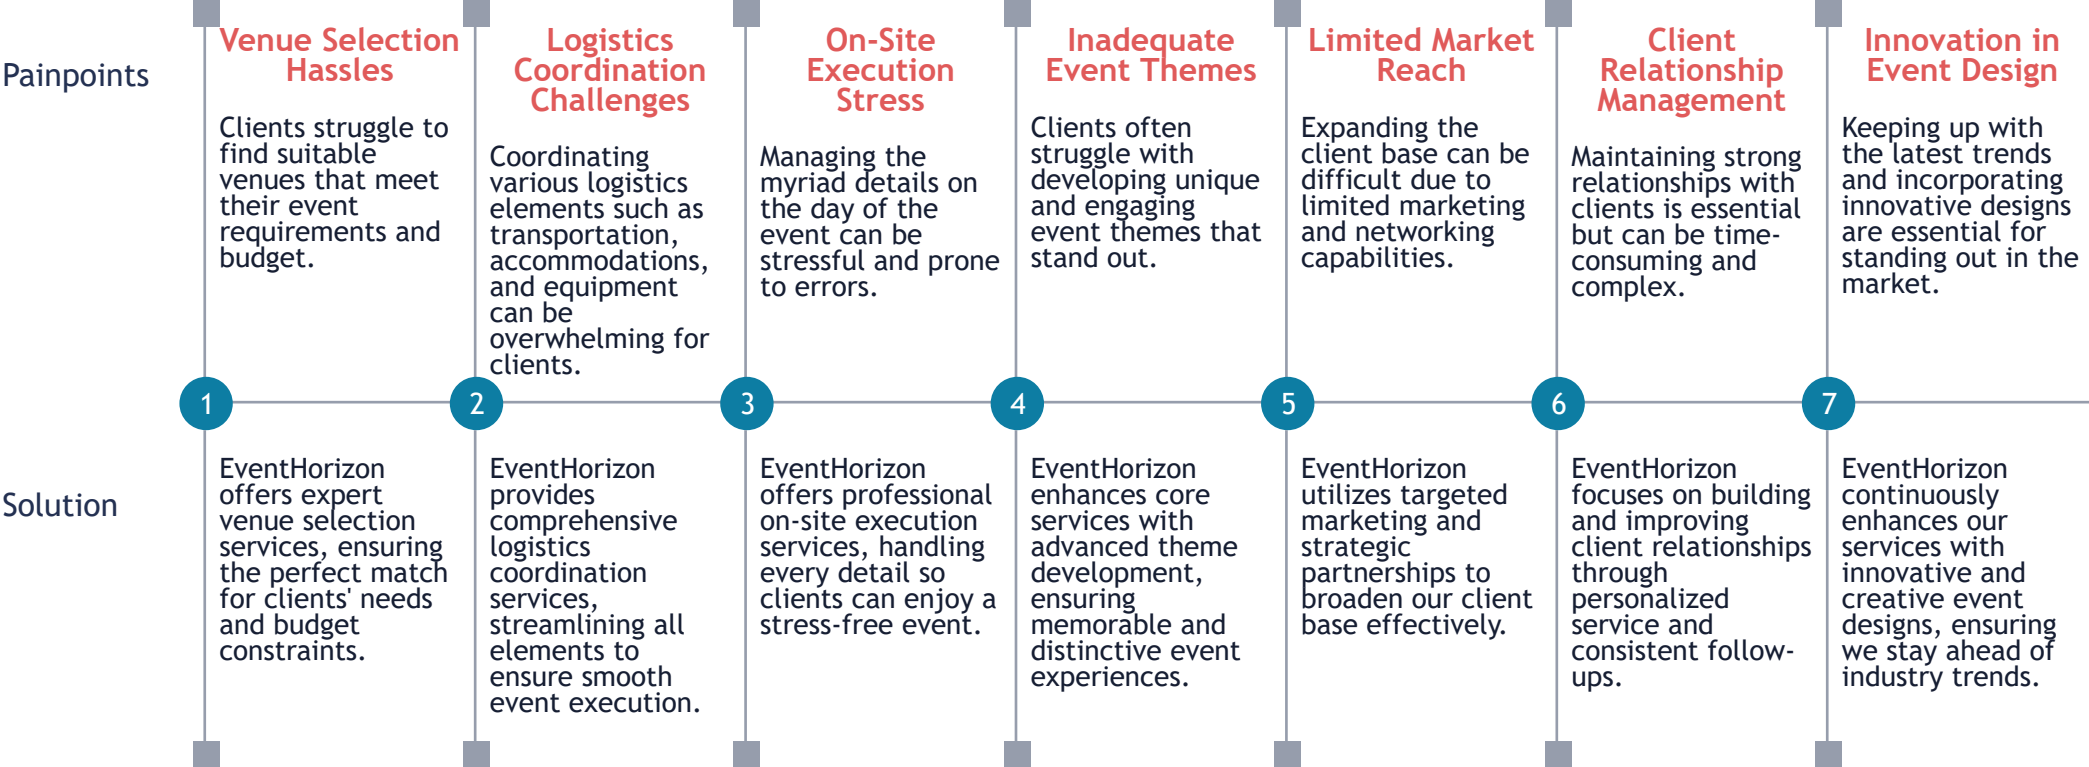 Painpoints
Venue Selection
Hassles
Clients struggle to
find suitable
venues that meet
their event
requirements and
budget.
Logistics
Coordination
Challenges
Coordinating
various logistics
elements such as
transportation,
accommodations,
and equipment
can be
overwhelming for
clients.
On-Site
Execution
Stress
Managing the
myriad details on
the day of the
event can be
stressful and prone
to errors.
Inadequate
Event Themes
Clients often
struggle with
developing unique
and engaging
event themes that
stand out.
Limited Market
Reach
Expanding the
client base can be
difficult due to
limited marketing
and networking
capabilities.
Client
Relationship
Management
Maintaining strong
relationships with
clients is essential
but can be time-
consuming and
complex.
Innovation in
Event Design
Keeping up with
the latest trends
and incorporating
innovative designs
are essential for
standing out in the
market.
1
2
3
4
5
6
7
Solution
EventHorizon
offers expert
venue selection
services, ensuring
the perfect match
for clients' needs
and budget
constraints.
EventHorizon
provides
comprehensive
logistics
coordination
services,
streamlining all
elements to
ensure smooth
event execution.
EventHorizon
offers professional
on-site execution
services, handling
every detail so
clients can enjoy a
stress-free event.
EventHorizon
enhances core
services with
advanced theme
development,
ensuring
memorable and
distinctive event
experiences.
EventHorizon
utilizes targeted
marketing and
strategic
partnerships to
broaden our client
base effectively.
EventHorizon
focuses on building
and improving
client relationships
through
personalized
service and
consistent follow-
ups.
EventHorizon
continuously
enhances our
services with
innovative and
creative event
designs, ensuring
we stay ahead of
industry trends.